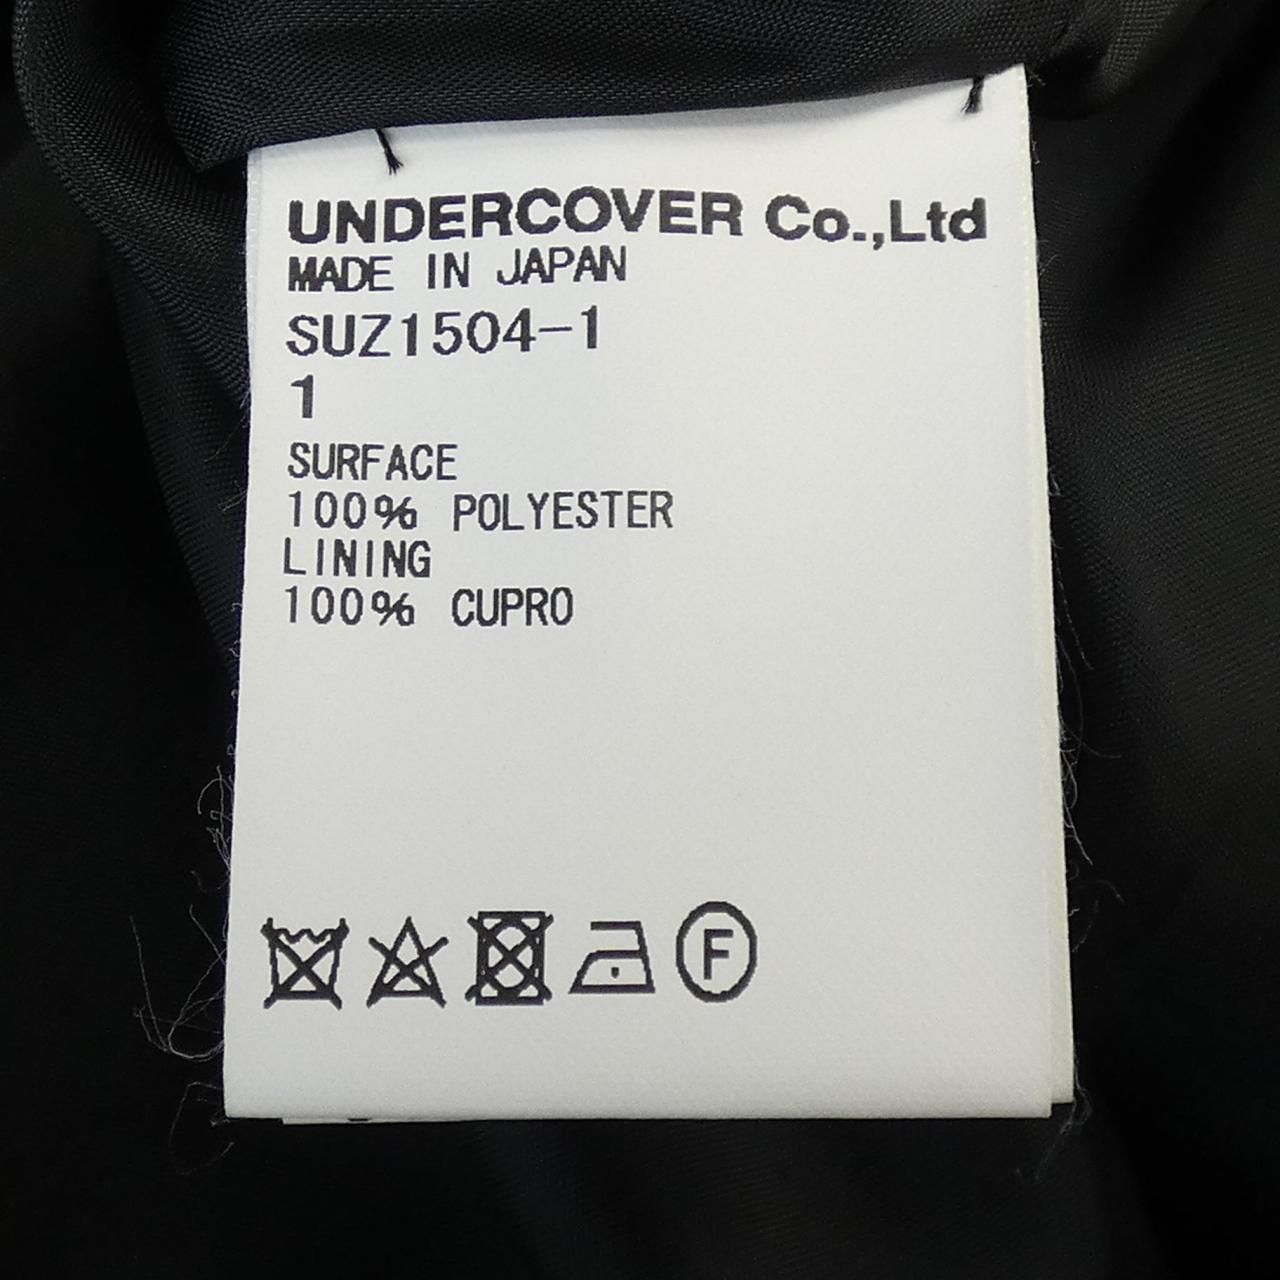 UNDERCOVER Co.,Ltd
MADE IN JAPAN
SUZ1504-1
1
SURFACE
100% POLYESTER
LINING
100% CUPRO
F